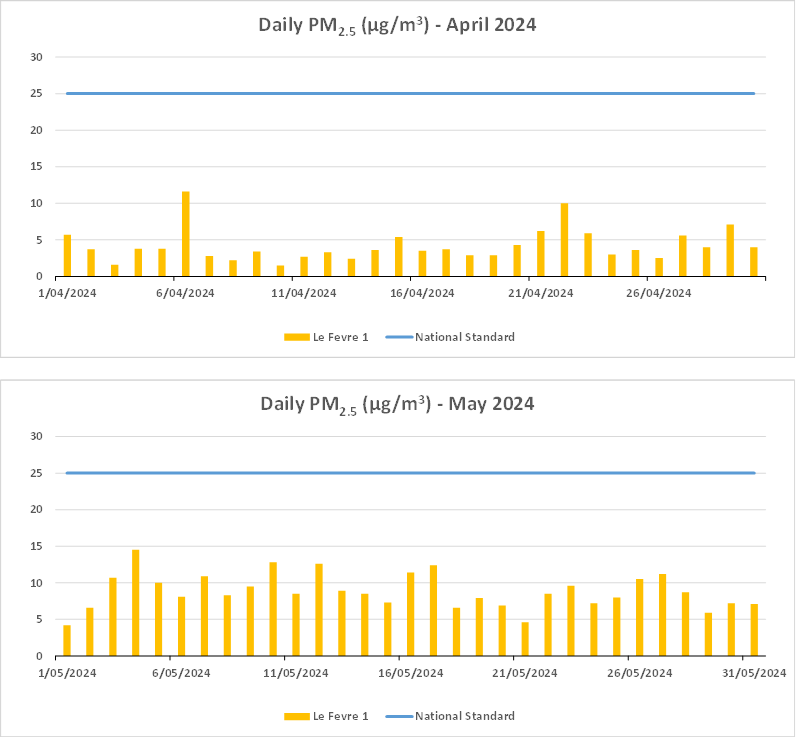 Daily PM2.5 (µg/m³) - April 2024
30
25
20
15
10
5
0
1/04/2024 6/04/2024 11/04/2024 16/04/2024 21/04/2024 26/04/2024
Le Fevre 1 National Standard
Daily PM2.5 (µg/m³) - May 2024
30
25
20
15
10
5
0
1/05/2024 6/05/2024 11/05/2024 16/05/2024 21/05/2024 26/05/2024 31/05/2024
Le Fevre 1 National Standard